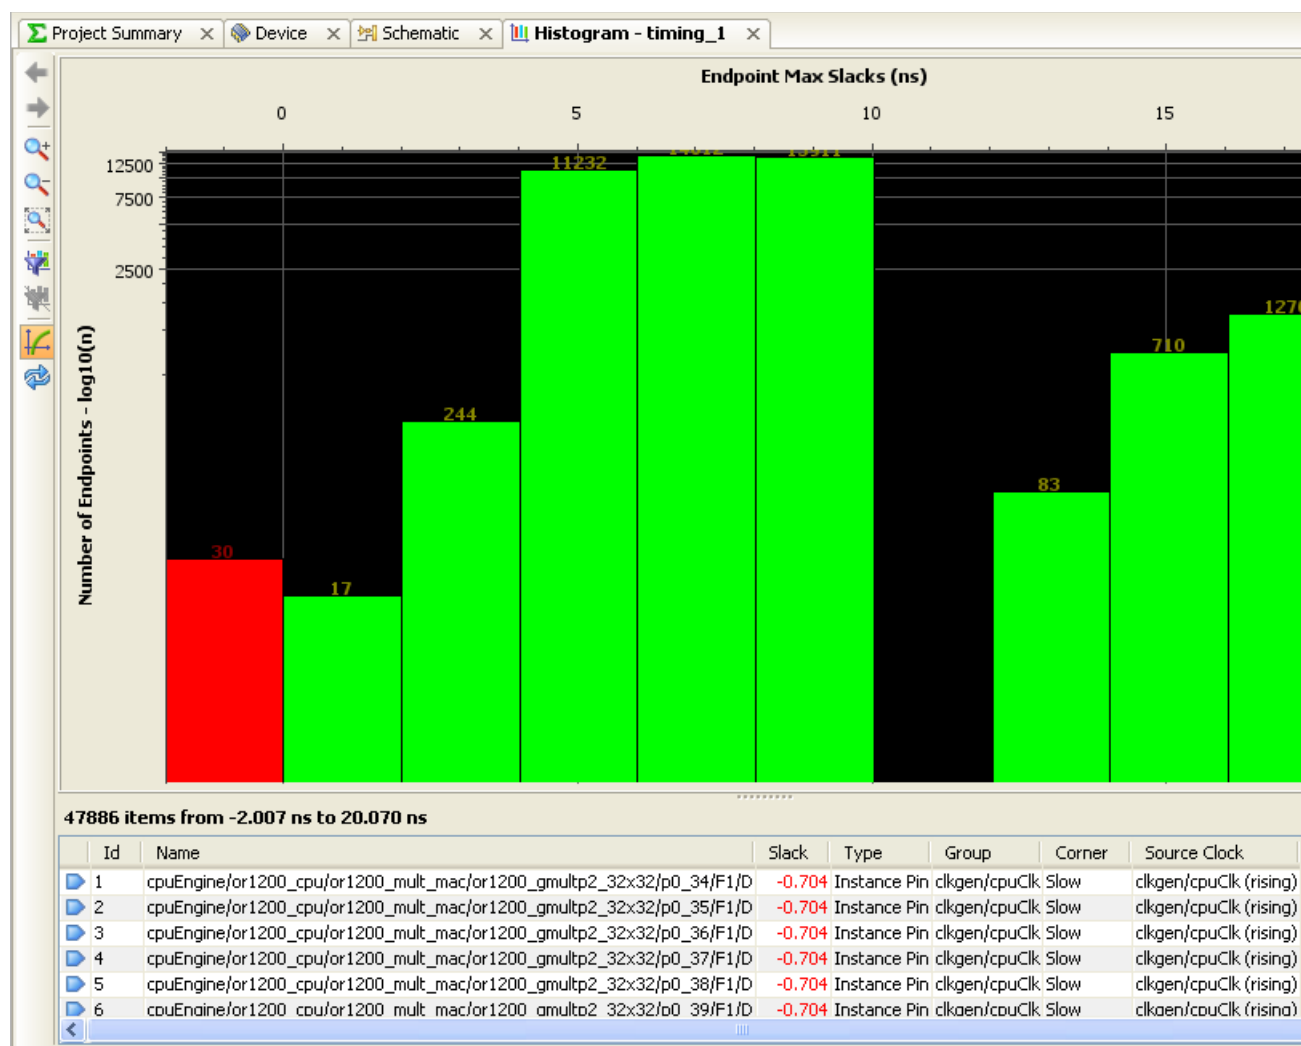 Project Summary Device Schematic Histogram - timing_1
Endpoint Max Slacks (ns)
0 5 10 15
12500
7500
2500
Number of Endpoints - log10(n)
30
17
244
11232
14012
13911
83
710
47886 items from -2.007 ns to 20.070 ns
Id Name Slack Type Group Corner Source Clock
1 cpuEngine/or1200_cpu/or1200_mult_mac/or1200_gmultp2_32x32/p0_34/F1/D -0.704 Instance Pin clkgen/cpuClk Slow clkgen/cpuClk (rising)
2 cpuEngine/or1200_cpu/or1200_mult_mac/or1200_gmultp2_32x32/p0_35/F1/D -0.704 Instance Pin clkgen/cpuClk Slow clkgen/cpuClk (rising)
3 cpuEngine/or1200_cpu/or1200_mult_mac/or1200_gmultp2_32x32/p0_36/F1/D -0.704 Instance Pin clkgen/cpuClk Slow clkgen/cpuClk (rising)
4 cpuEngine/or1200_cpu/or1200_mult_mac/or1200_gmultp2_32x32/p0_37/F1/D -0.704 Instance Pin clkgen/cpuClk Slow clkgen/cpuClk (rising)
5 cpuEngine/or1200_cpu/or1200_mult_mac/or1200_gmultp2_32x32/p0_38/F1/D -0.704 Instance Pin clkgen/cpuClk Slow clkgen/cpuClk (rising)
6 cpuEngine/or1200_cpu/or1200_mult_mac/or1200_gmultp2_32x32/p0_39/F1/D -0.704 Instance Pin clkgen/cpuClk Slow clkgen/cpuClk (rising)